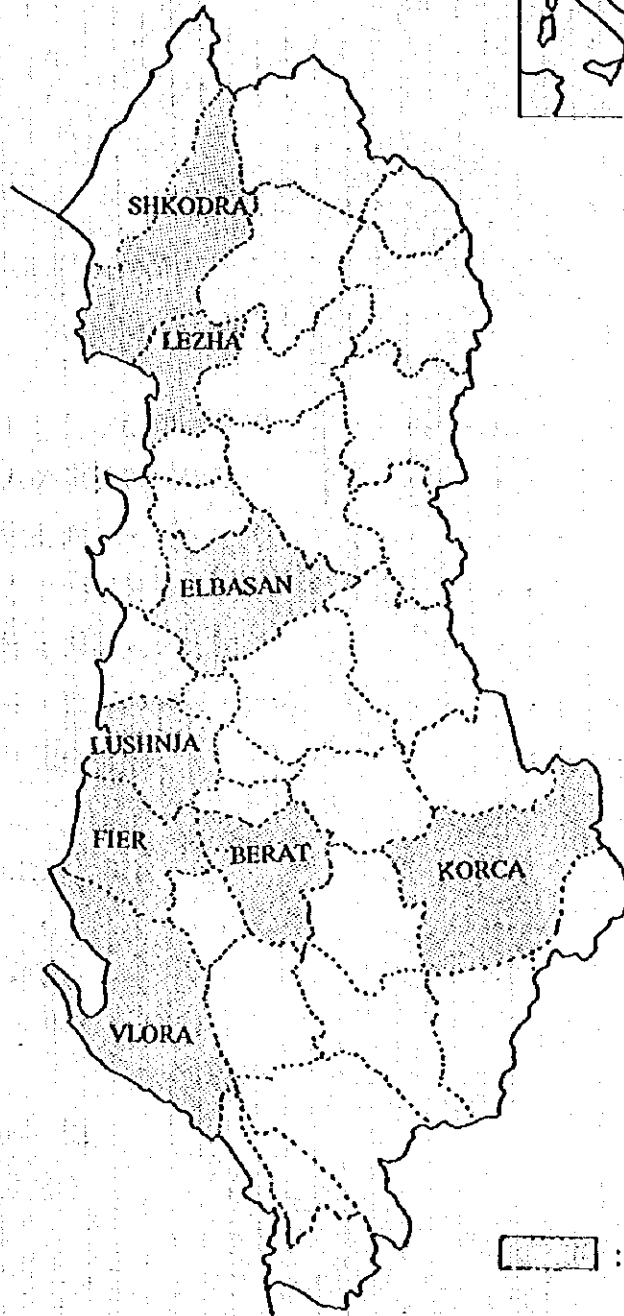 SHKODRA
LEZHA
ELBASAN
LUSHNJA
FIER
BERAT
KORCA
VLORA
: